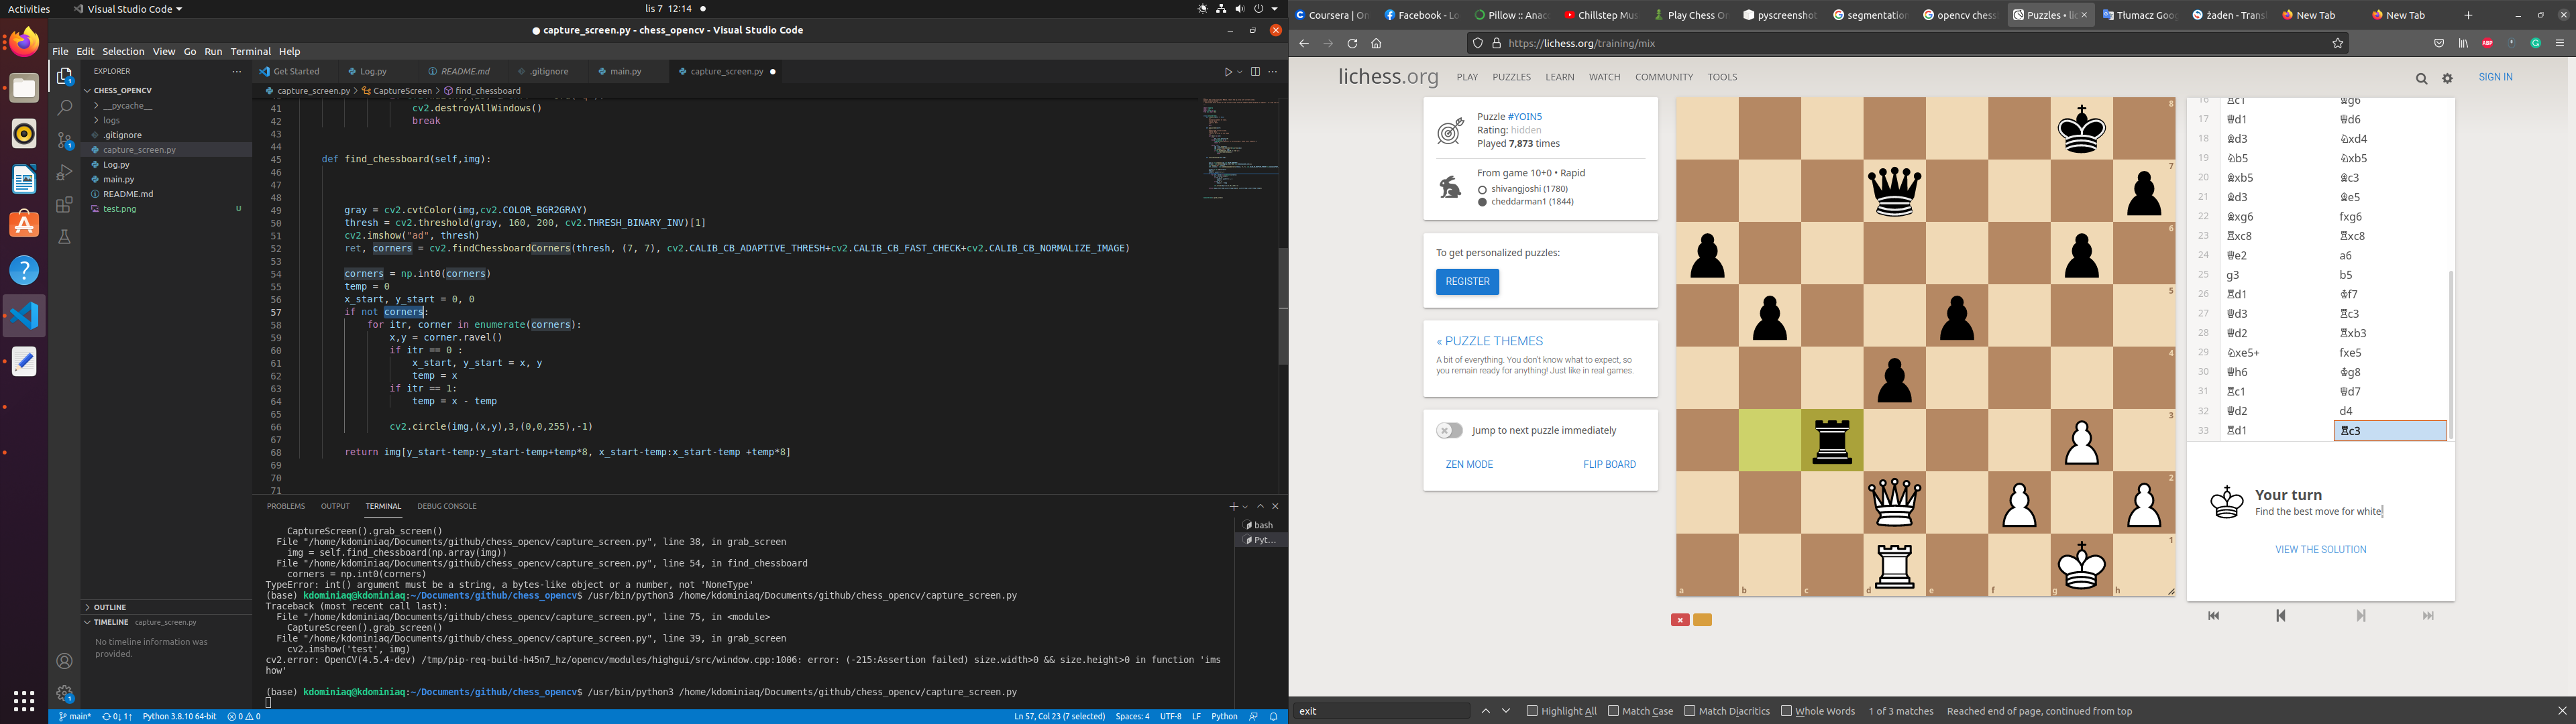 Activities
Visual Studio Code
lis 7 12:14
● capture_screen.py - chess_opencv - Visual Studio Code
File Edit Selection View Go Run Terminal Help
EXPLORER
CHESS_OPENCV
__pycache__
logs
.gitignore
capture_screen.py
Log.py
main.py
README.md
test.png U
OUTLINE
TIMELINE capture_screen.py
No timeline information was
provided.
Get Started Log.py README.md .gitignore main.py capture_screen.py
capture_screen.py > CaptureScreen > find_chessboard
41 cv2.destroyAllWindows()
42 break
43
44
45 def find_chessboard(self,img):
46
47
48
49 gray = cv2.cvtColor(img,cv2.COLOR_BGR2GRAY)
50 thresh = cv2.threshold(gray, 160, 200, cv2.THRESH_BINARY_INV)[1]
51 cv2.imshow("ad", thresh)
52 ret, corners = cv2.findChessboardCorners(thresh, (7, 7), cv2.CALIB_CB_ADAPTIVE_THRESH+cv2.CALIB_CB_FAST_CHECK+cv2.CALIB_CB_NORMALIZE_IMAGE)
53
54 corners = np.int0(corners)
55 temp = 0
56 x_start, y_start = 0, 0
57 if not corners:
58 for itr, corner in enumerate(corners):
59 x,y = corner.ravel()
60 if itr == 0 :
61 x_start, y_start = x, y
62 temp = x
63 if itr == 1:
64 temp = x - temp
65
66 cv2.circle(img,(x,y),3,(0,0,255),-1)
67
68 return img[y_start-temp:y_start-temp+temp*8, x_start-temp:x_start-temp +temp*8]
69
70
71
PROBLEMS OUTPUT TERMINAL DEBUG CONSOLE
bash
Pyt...
CaptureScreen().grab_screen()
File "/home/kdominiaq/Documents/github/chess_opencv/capture_screen.py", line 38, in grab_screen
img = self.find_chessboard(np.array(img))
File "/home/kdominiaq/Documents/github/chess_opencv/capture_screen.py", line 54, in find_chessboard
corners = np.int0(corners)
TypeError: int() argument must be a string, a bytes-like object or a number, not 'NoneType'
(base) kdominiaq@kdominiaq:~/Documents/github/chess_opencv$ /usr/bin/python3 /home/kdominiaq/Documents/github/chess_opencv/capture_screen.py
Traceback (most recent call last):
File "/home/kdominiaq/Documents/github/chess_opencv/capture_screen.py", line 75, in <module>
CaptureScreen().grab_screen()
File "/home/kdominiaq/Documents/github/chess_opencv/capture_screen.py", line 39, in grab_screen
cv2.imshow('test', img)
cv2.error: OpenCV(4.5.4-dev) /tmp/pip-req-build-h45n7_hz/opencv/modules/highgui/src/window.cpp:1006: error: (-215:Assertion failed) size.width>0 && size.height>0 in function 'ims
how'
(base) kdominiaq@kdominiaq:~/Documents/github/chess_opencv$ /usr/bin/python3 /home/kdominiaq/Documents/github/chess_opencv/capture_screen.py
main* 0↓ 1↑ Python 3.8.10 64-bit 0 0
Ln 57, Col 23 (7 selected) Spaces: 4 UTF-8 LF Python
Coursera | On Facebook - Lo Pillow :: Anac Chillstep Mus Play Chess On pyscreenshot segmentation opencv chess Puzzles • lic Tłumacz Goo żaden - Transl New Tab New Tab
https://lichess.org/training/mix
lichess.org PLAY PUZZLES LEARN WATCH COMMUNITY TOOLS SIGN IN
Puzzle #YOIN5
Rating: hidden
Played 7,873 times
From game 10+0 • Rapid
shivangjoshi (1780)
cheddarman1 (1844)
To get personalized puzzles:
REGISTER
« PUZZLE THEMES
A bit of everything. You don't know what to expect, so
you remain ready for anything! Just like in real games.
Jump to next puzzle immediately
ZEN MODE FLIP BOARD
8
7
6
5
4
3
2
1
a b c d e f g h
16 ♖c1 ♗g6
17 ♕d1 ♕d6
18 ♗d3 ♘xd4
19 ♘b5 ♘xb5
20 ♗xb5 ♗c3
21 ♗d3 ♗e5
22 ♗xg6 fxg6
23 ♖xc8 ♖xc8
24 ♕e2 a6
25 g3 b5
26 ♖d1 ♔f7
27 ♕d3 ♖c3
28 ♕d2 ♖xb3
29 ♘xe5+ fxe5
30 ♕h6 ♔g8
31 ♖c1 ♕d7
32 ♕d2 d4
33 ♖d1 ♖c3
Your turn
Find the best move for white.
VIEW THE SOLUTION
exit
Highlight All Match Case Match Diacritics Whole Words 1 of 3 matches Reached end of page, continued from top